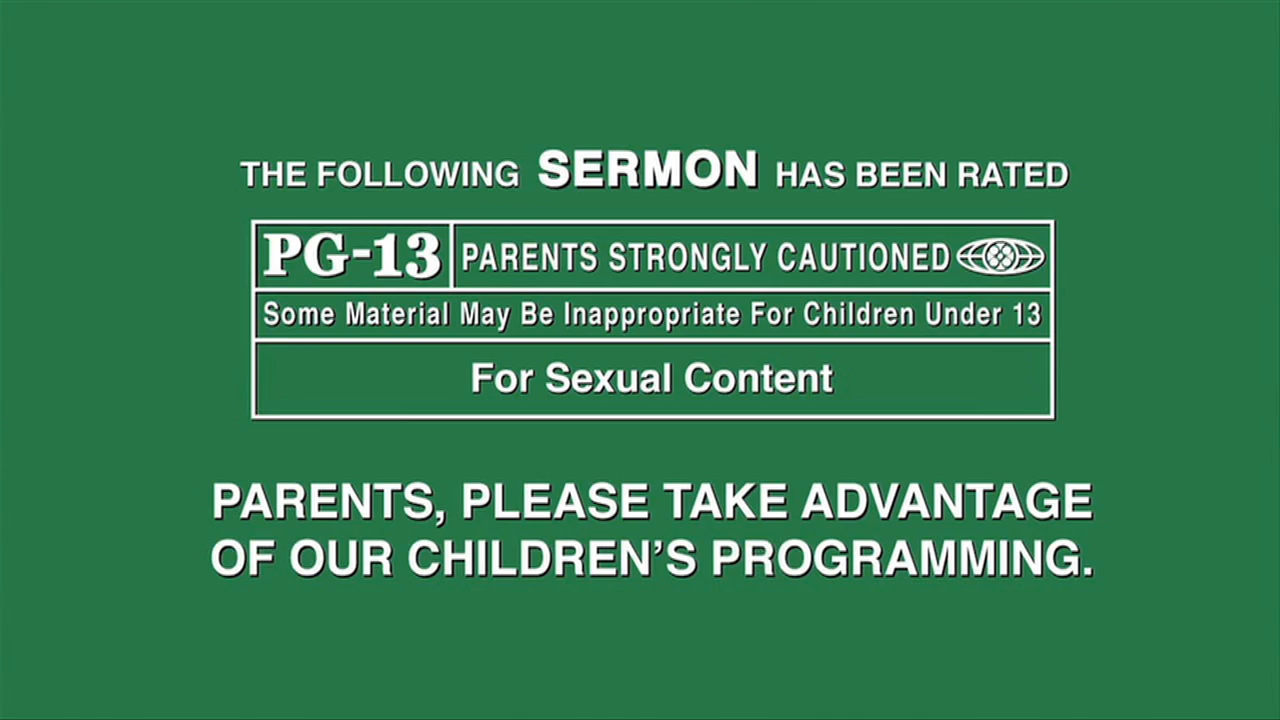 THE FOLLOWING SERMON HAS BEEN RATED
PG-13 PARENTS STRONGLY CAUTIONED
Some Material May Be Inappropriate For Children Under 13
For Sexual Content
PARENTS, PLEASE TAKE ADVANTAGE
OF OUR CHILDREN’S PROGRAMMING.